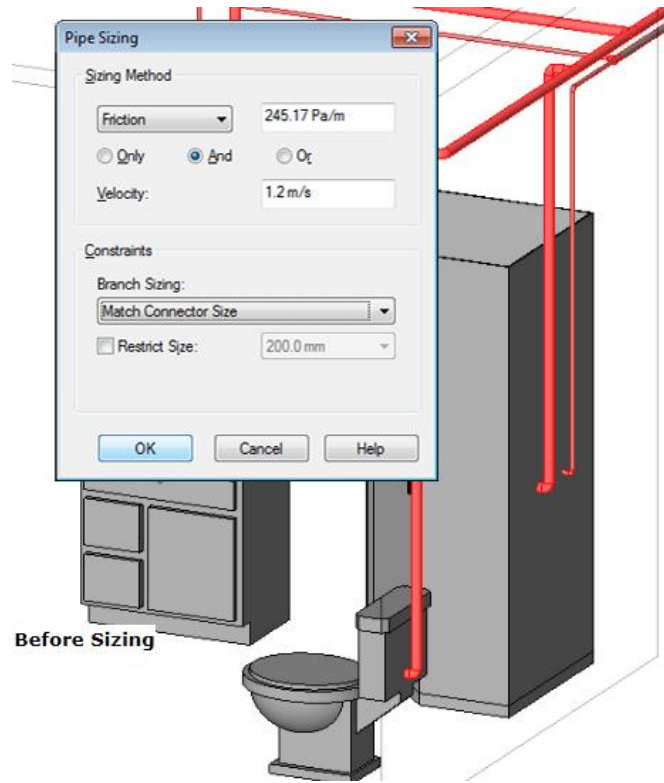 Pipe Sizing
Sizing Method
Friction
245.17 Pa/m
Only
And
Or
Velocity:
1.2 m/s
Constraints
Branch Sizing:
Match Connector Size
Restrict Size:
200.0 mm
OK
Cancel
Help
Before Sizing